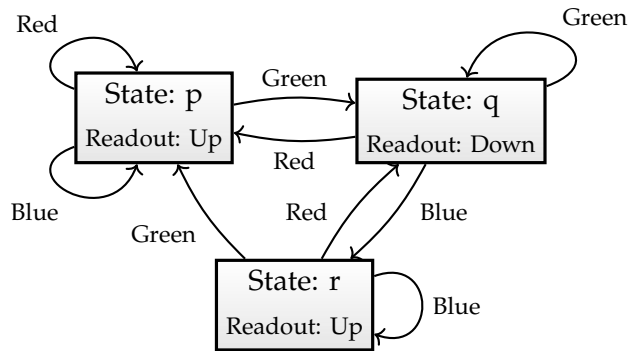 Red
Green
State: p
Green
State: q
Readout: Up
Readout: Down
Red
Blue
Red
Blue
Green
State: r
Blue
Readout: Up